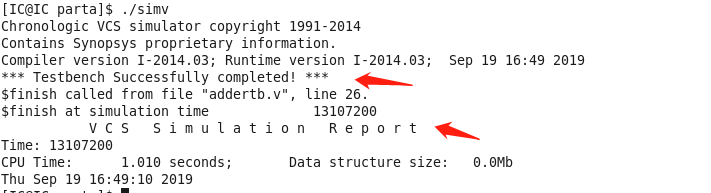 [IC@IC parta]$ ./simv
Chronologic VCS simulator copyright 1991-2014
Contains Synopsys proprietary information.
Compiler version I-2014.03; Runtime version I-2014.03;  Sep 19 16:49 2019
*** Testbench Successfully completed! ***
$finish called from file "addertb.v", line 26.
$finish at simulation time             13107200
           V C S   S i m u l a t i o n   R e p o r t
Time: 13107200
CPU Time:      1.010 seconds;       Data structure size:   0.0Mb
Thu Sep 19 16:49:10 2019
[IC@IC parta]$